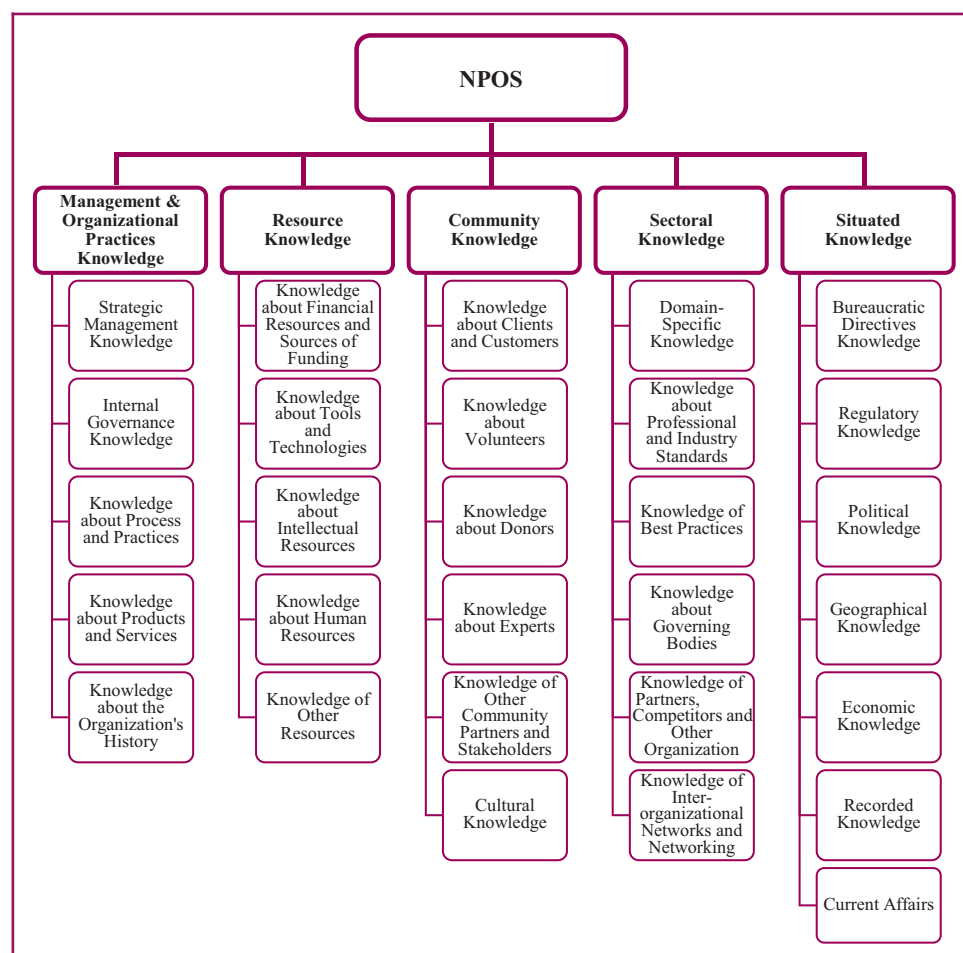 NPOS
Management &
Organizational
Practices
Knowledge
Strategic
Management
Knowledge
Internal
Governance
Knowledge
Knowledge
about Process
and Practices
Knowledge
about Products
and Services
Knowledge
about the
Organization's
History
Resource
Knowledge
Knowledge
about Financial
Resources and
Sources of
Funding
Knowledge
about Tools
and
Technologies
Knowledge
about
Intellectual
Resources
Knowledge
about Human
Resources
Knowledge of
Other
Resources
Community
Knowledge
Knowledge
about Clients
and Customers
Knowledge
about
Volunteers
Knowledge
about Donors
Knowledge
about Experts
Knowledge of
Other
Community
Partners and
Stakeholders
Cultural
Knowledge
Sectoral
Knowledge
Domain-
Specific
Knowledge
Knowledge
about
Professional
and Industry
Standards
Knowledge of
Best Practices
Knowledge
about
Governing
Bodies
Knowledge of
Partners,
Competitors and
Other
Organization
Knowledge of
Inter-
organizational
Networks and
Networking
Situated
Knowledge
Bureaucratic
Directives
Knowledge
Regulatory
Knowledge
Political
Knowledge
Geographical
Knowledge
Economic
Knowledge
Recorded
Knowledge
Current Affairs